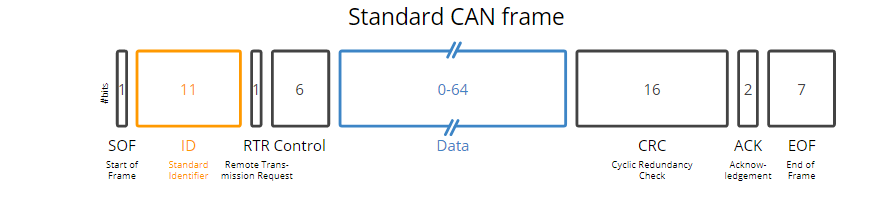 Standard CAN frame
#bits 1 11 1 6 0-64 16 2 7
SOF ID RTR Control Data CRC ACK EOF
Start of Standard Remote Trans- Cyclic Redundancy Acknow- End of
Frame Identifier mission Request Check ledgement Frame